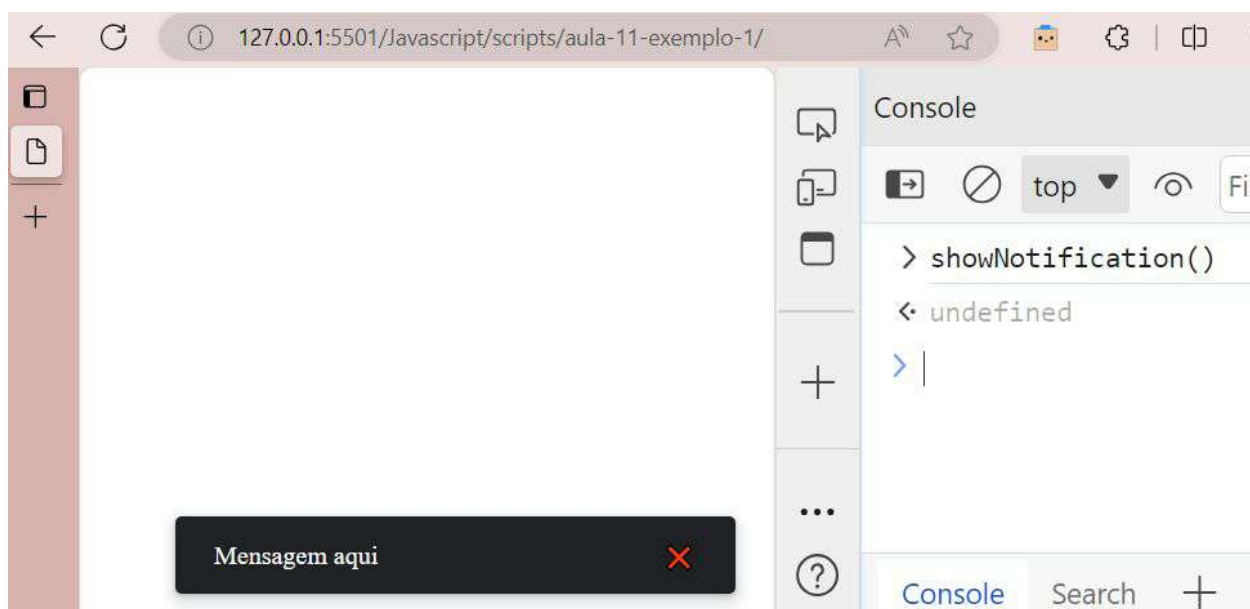 127.0.0.1:5501/Javascript/scripts/aula-11-exemplo-1/
Console
top
Fi
showNotification()
undefined
Mensagem aqui
Console Search